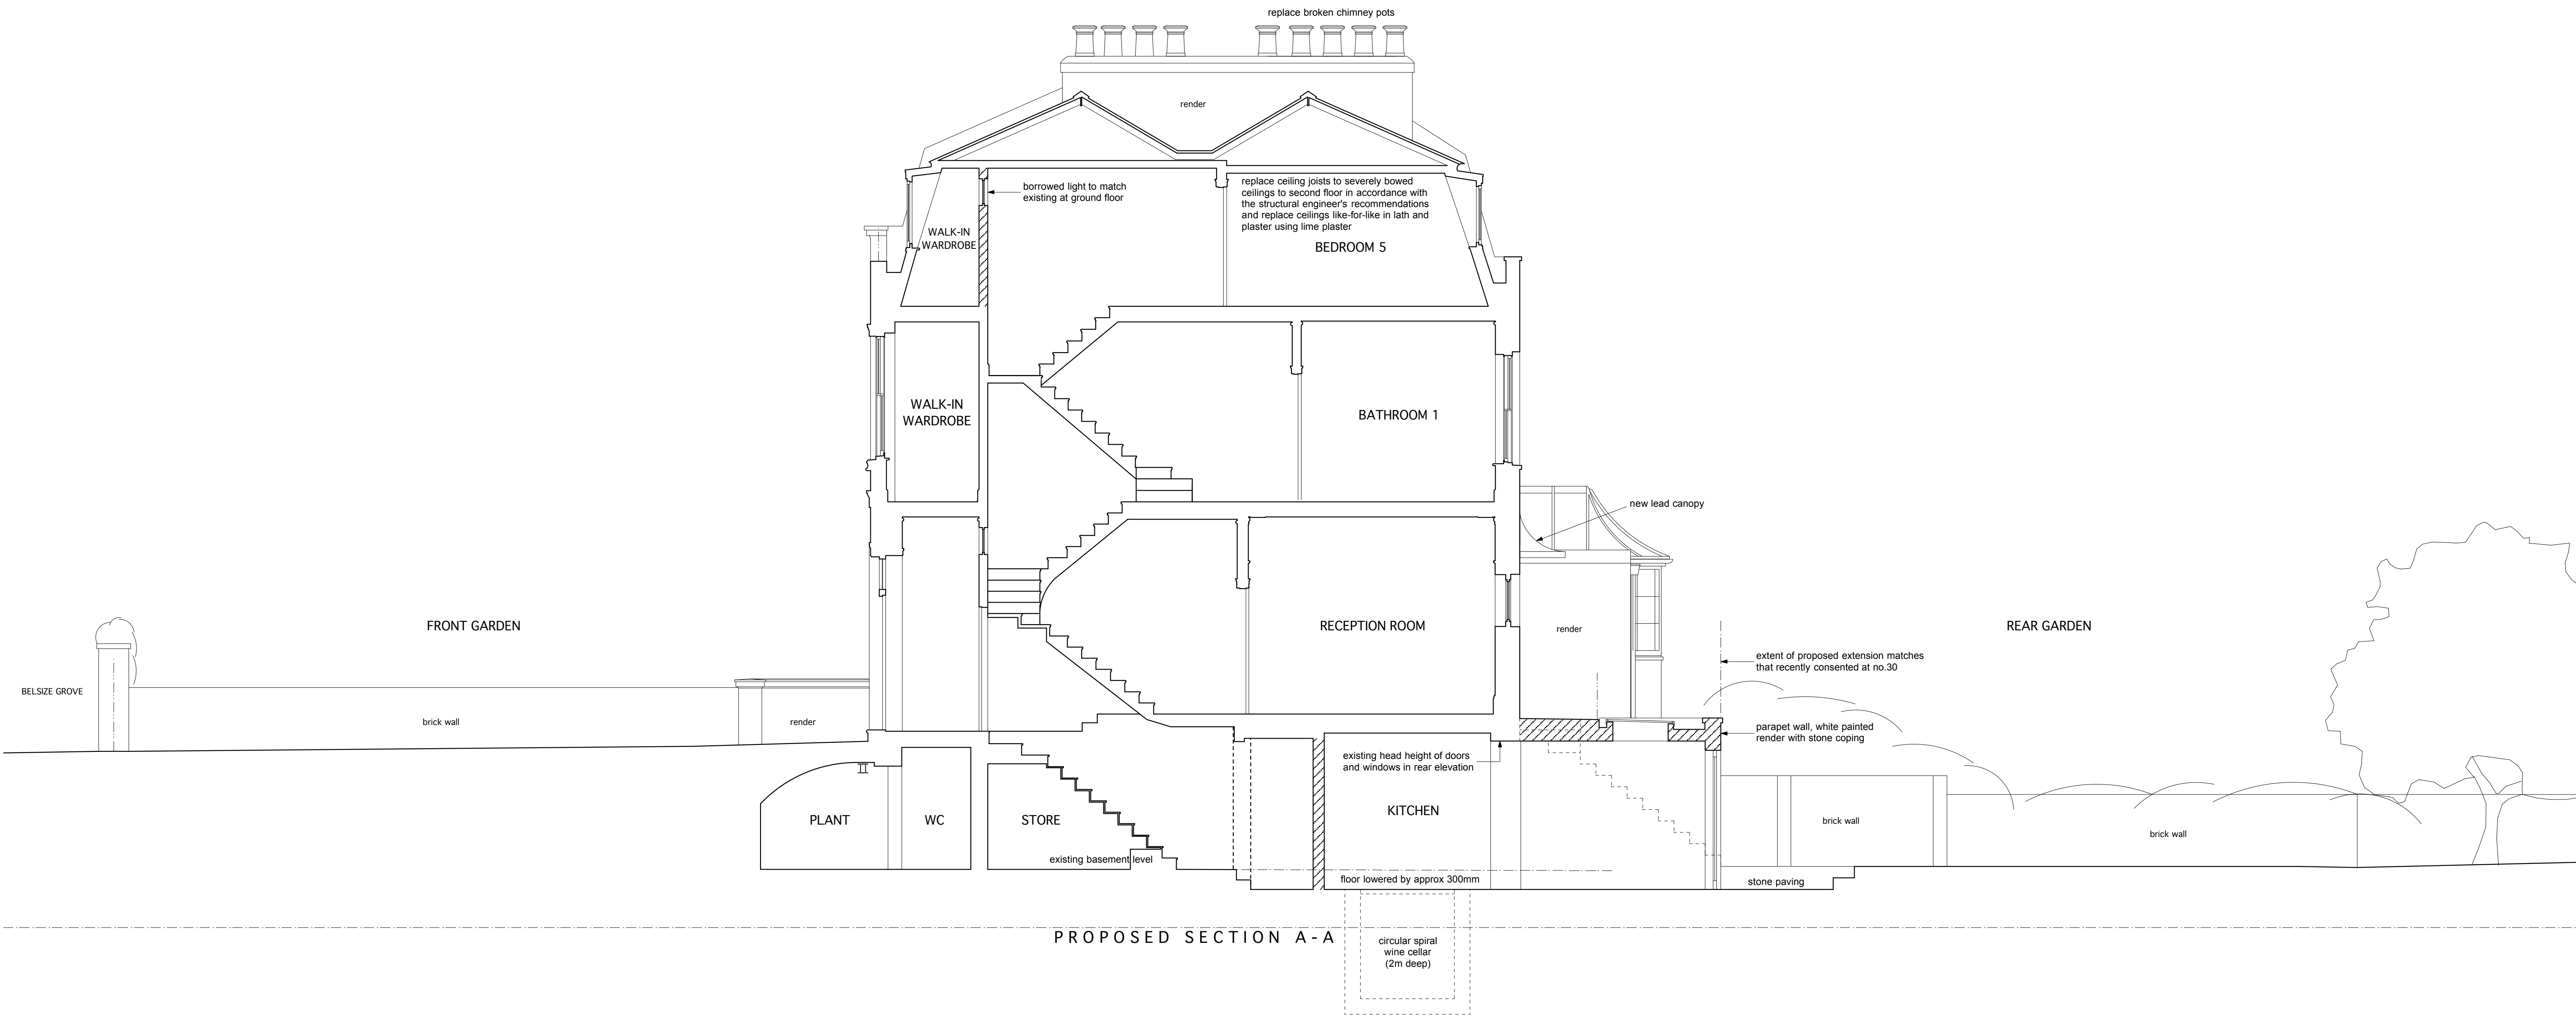 replace broken chimney pots
render
borrowed light to match
existing at ground floor
replace ceiling joists to severely bowed
ceilings to second floor in accordance with
the structural engineer's recommendations
and replace ceilings like-for-like in lath and
plaster using lime plaster
WALK-IN
WARDROBE
BEDROOM 5
WALK-IN
WARDROBE
BATHROOM 1
new lead canopy
FRONT GARDEN
RECEPTION ROOM
render
REAR GARDEN
extent of proposed extension matches
that recently consented at no.30
BELSIZE GROVE
brick wall
render
parapet wall, white painted
render with stone coping
existing head height of doors
and windows in rear elevation
PLANT
WC
STORE
KITCHEN
brick wall
brick wall
existing basement level
floor lowered by approx 300mm
stone paving
PROPOSED SECTION A-A
circular spiral
wine cellar
(2m deep)